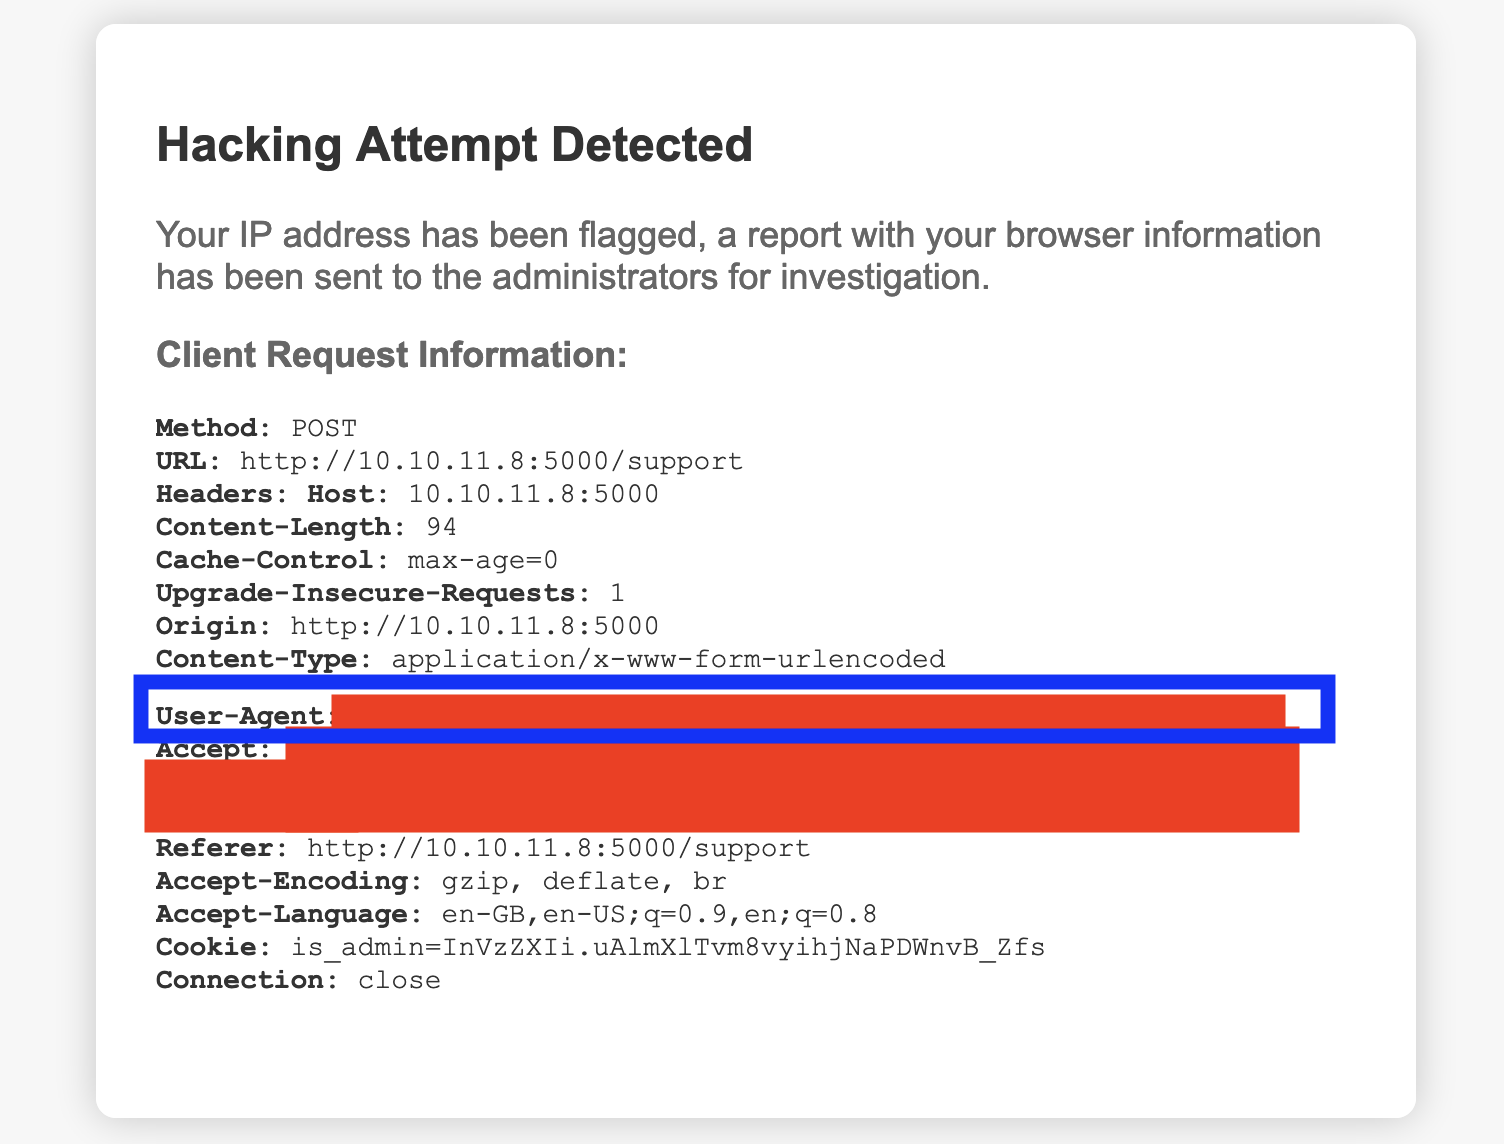 Hacking Attempt Detected
Your IP address has been flagged, a report with your browser information
has been sent to the administrators for investigation.
Client Request Information:
Method: POST
URL: http://10.10.11.8:5000/support
Headers: Host: 10.10.11.8:5000
Content-Length: 94
Cache-Control: max-age=0
Upgrade-Insecure-Requests: 1
Origin: http://10.10.11.8:5000
Content-Type: application/x-www-form-urlencoded
User-Agent:
Accept:
Referer: http://10.10.11.8:5000/support
Accept-Encoding: gzip, deflate, br
Accept-Language: en-GB,en-US;q=0.9,en;q=0.8
Cookie: is_admin=InVzZXIi.uAlmXlTvm8vyihjNaPDWnvB_Zfs
Connection: close